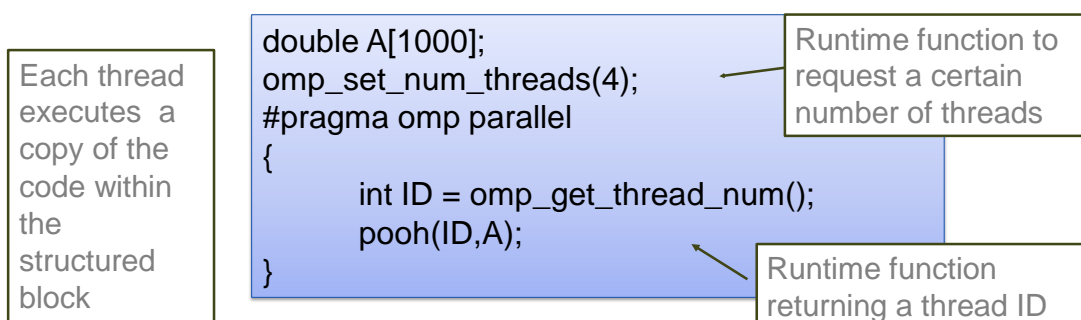 Each thread
executes a
copy of the
code within
the
structured
block
double A[1000];
omp_set_num_threads(4);
#pragma omp parallel
{
int ID = omp_get_thread_num();
pooh(ID,A);
}
Runtime function to
request a certain
number of threads
Runtime function
returning a thread ID